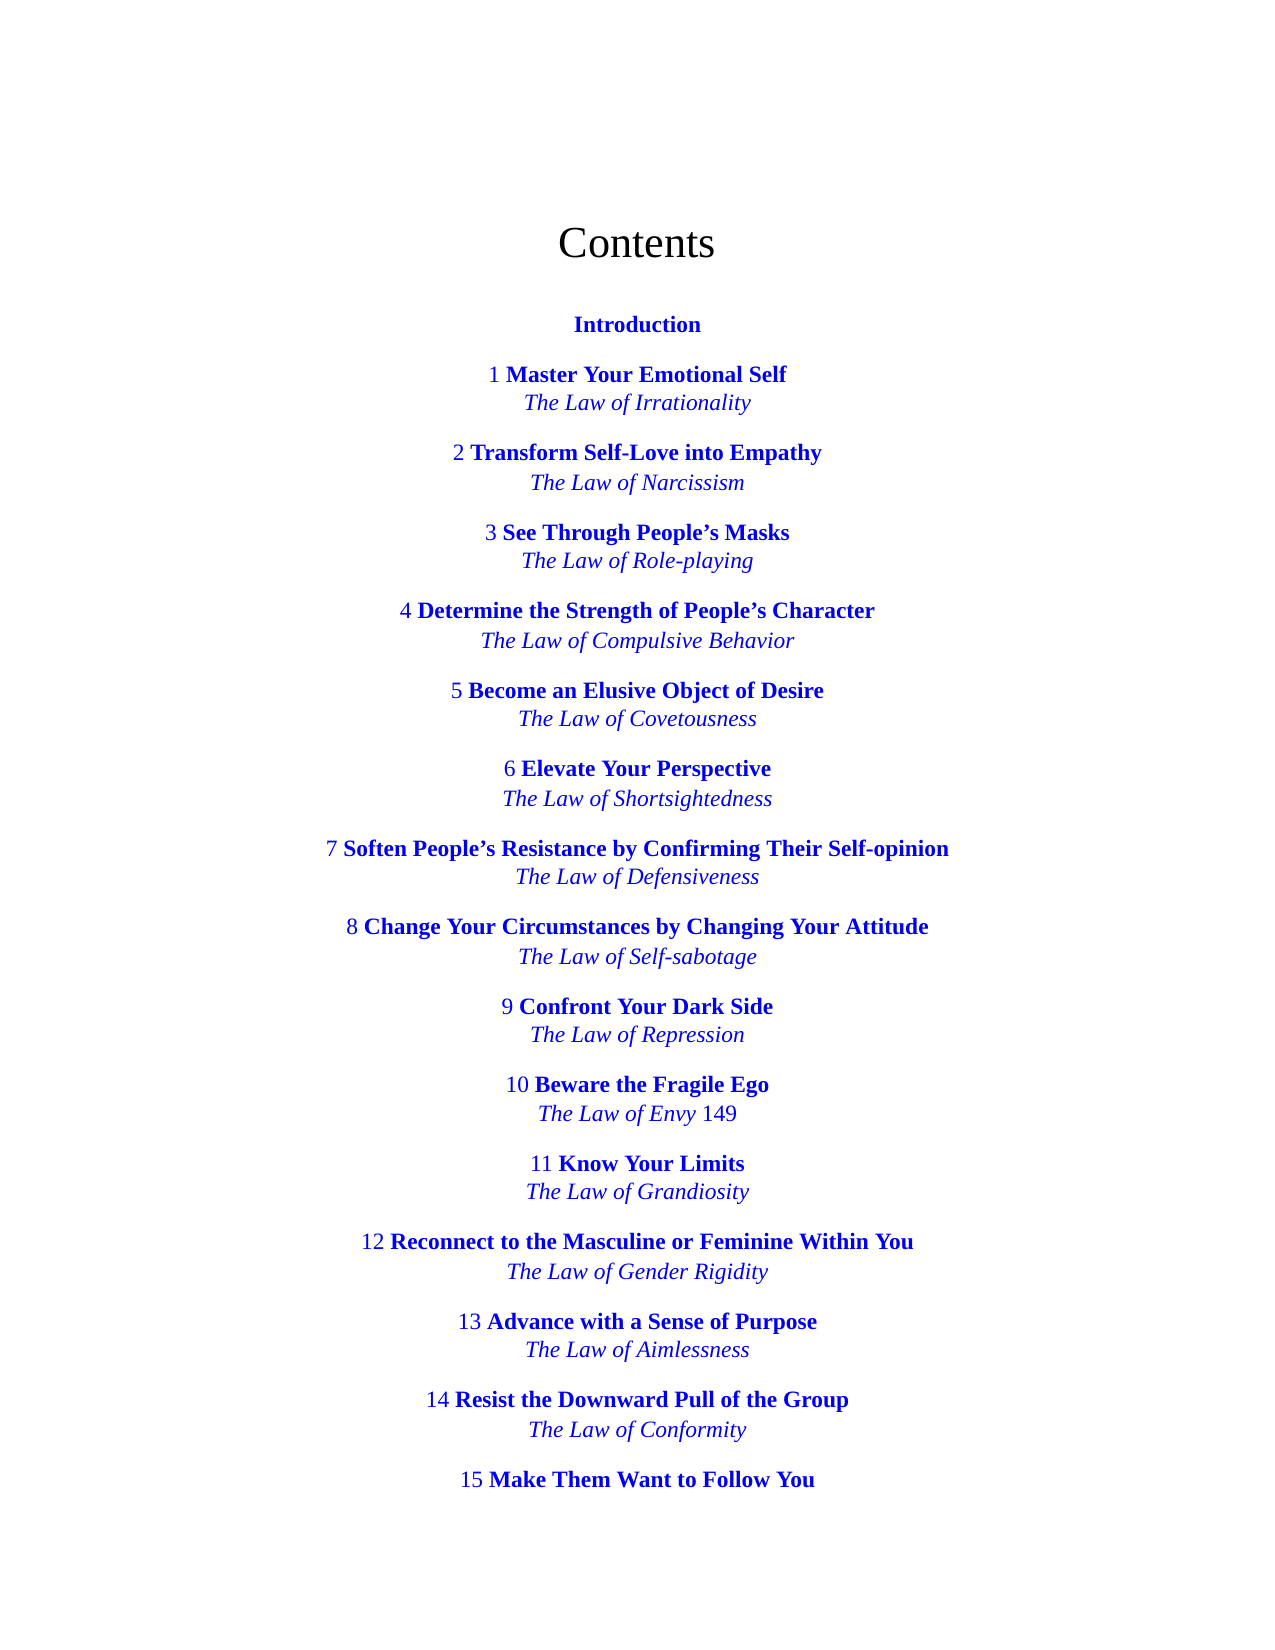 Contents
Introduction
1 Master Your Emotional Self
The Law of Irrationality
2 Transform Self-Love into Empathy
The Law of Narcissism
3 See Through People’s Masks
The Law of Role-playing
4 Determine the Strength of People’s Character
The Law of Compulsive Behavior
5 Become an Elusive Object of Desire
The Law of Covetousness
6 Elevate Your Perspective
The Law of Shortsightedness
7 Soften People’s Resistance by Confirming Their Self-opinion
The Law of Defensiveness
8 Change Your Circumstances by Changing Your Attitude
The Law of Self-sabotage
9 Confront Your Dark Side
The Law of Repression
10 Beware the Fragile Ego
The Law of Envy 149
11 Know Your Limits
The Law of Grandiosity
12 Reconnect to the Masculine or Feminine Within You
The Law of Gender Rigidity
13 Advance with a Sense of Purpose
The Law of Aimlessness
14 Resist the Downward Pull of the Group
The Law of Conformity
15 Make Them Want to Follow You